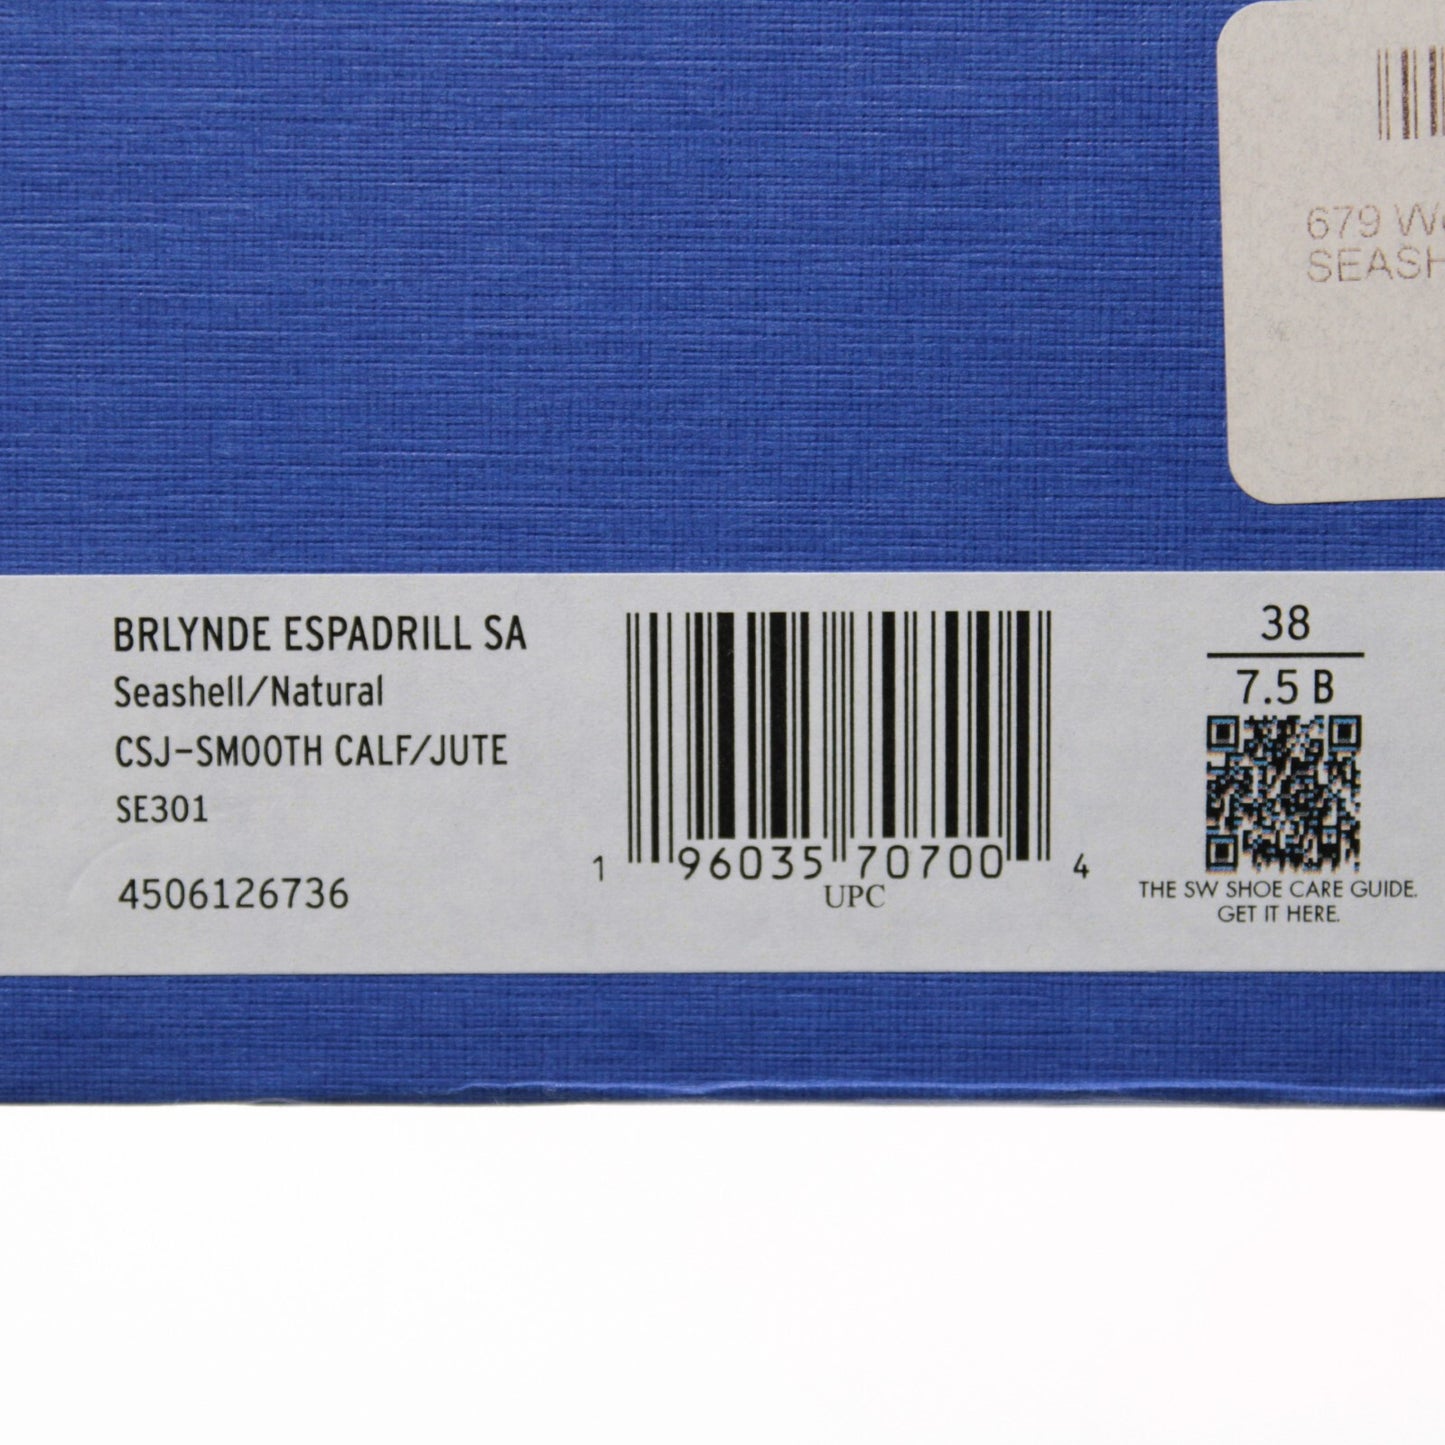 679
SEASH
BRLYNDE ESPADRILL SA
Seashell/Natural
CSJ-SMOOTH CALF/JUTE
SE301
4506126736
1 96035 70700 4
UPC
38
7.5 B
THE SW SHOE CARE GUIDE.
GET IT HERE.